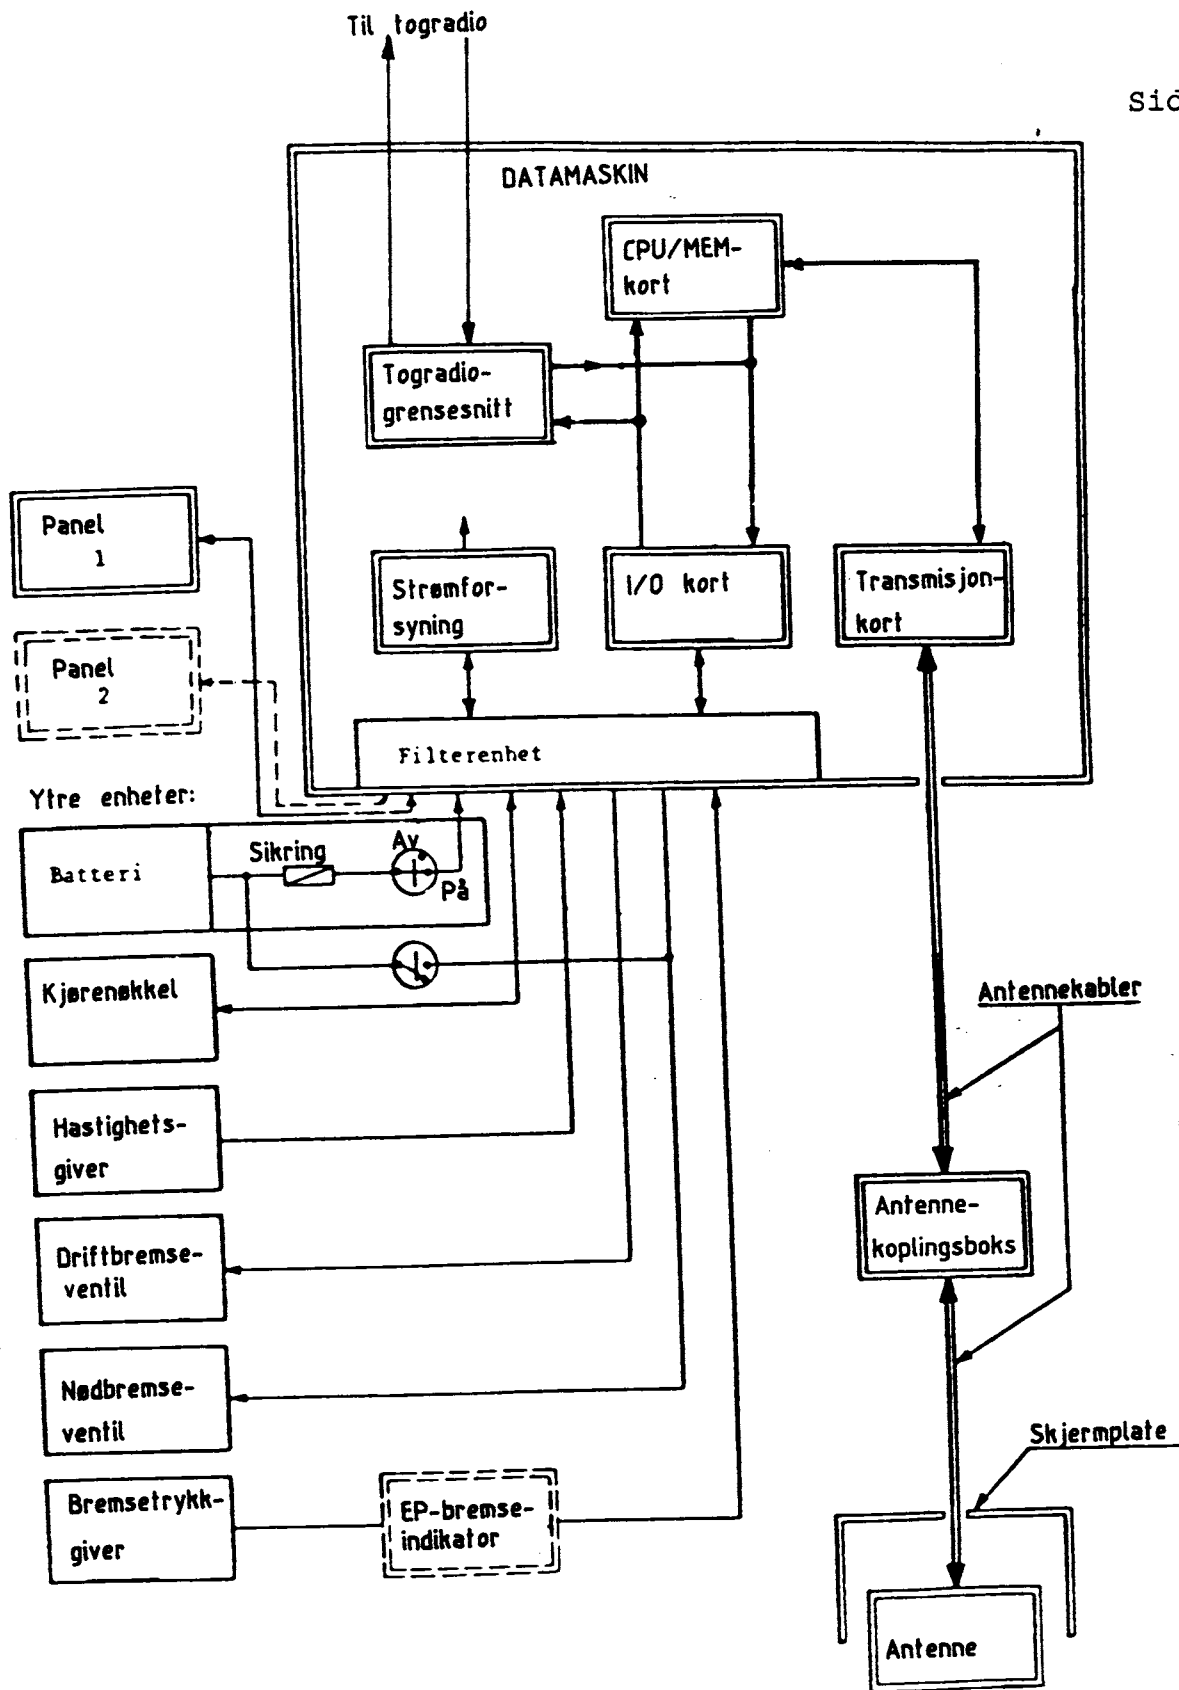 Til togradio
Sid
DATAMASKIN
CPU/MEM-
kort
Togradio-
grensesnitt
Panel
1
Strømfor-
syning
I/O kort
Transmisjon-
kort
Panel
2
Filterenhet
Ytre enheter:
Batteri
Sikring
Av
På
Kjørenøkkel
Antennekabler
Hastighets-
giver
Antenne-
koplingsboks
Driftbremse-
ventil
Nødbremse-
ventil
Skjermplate
Bremsetrykk-
giver
EP-bremse-
indikator
Antenne